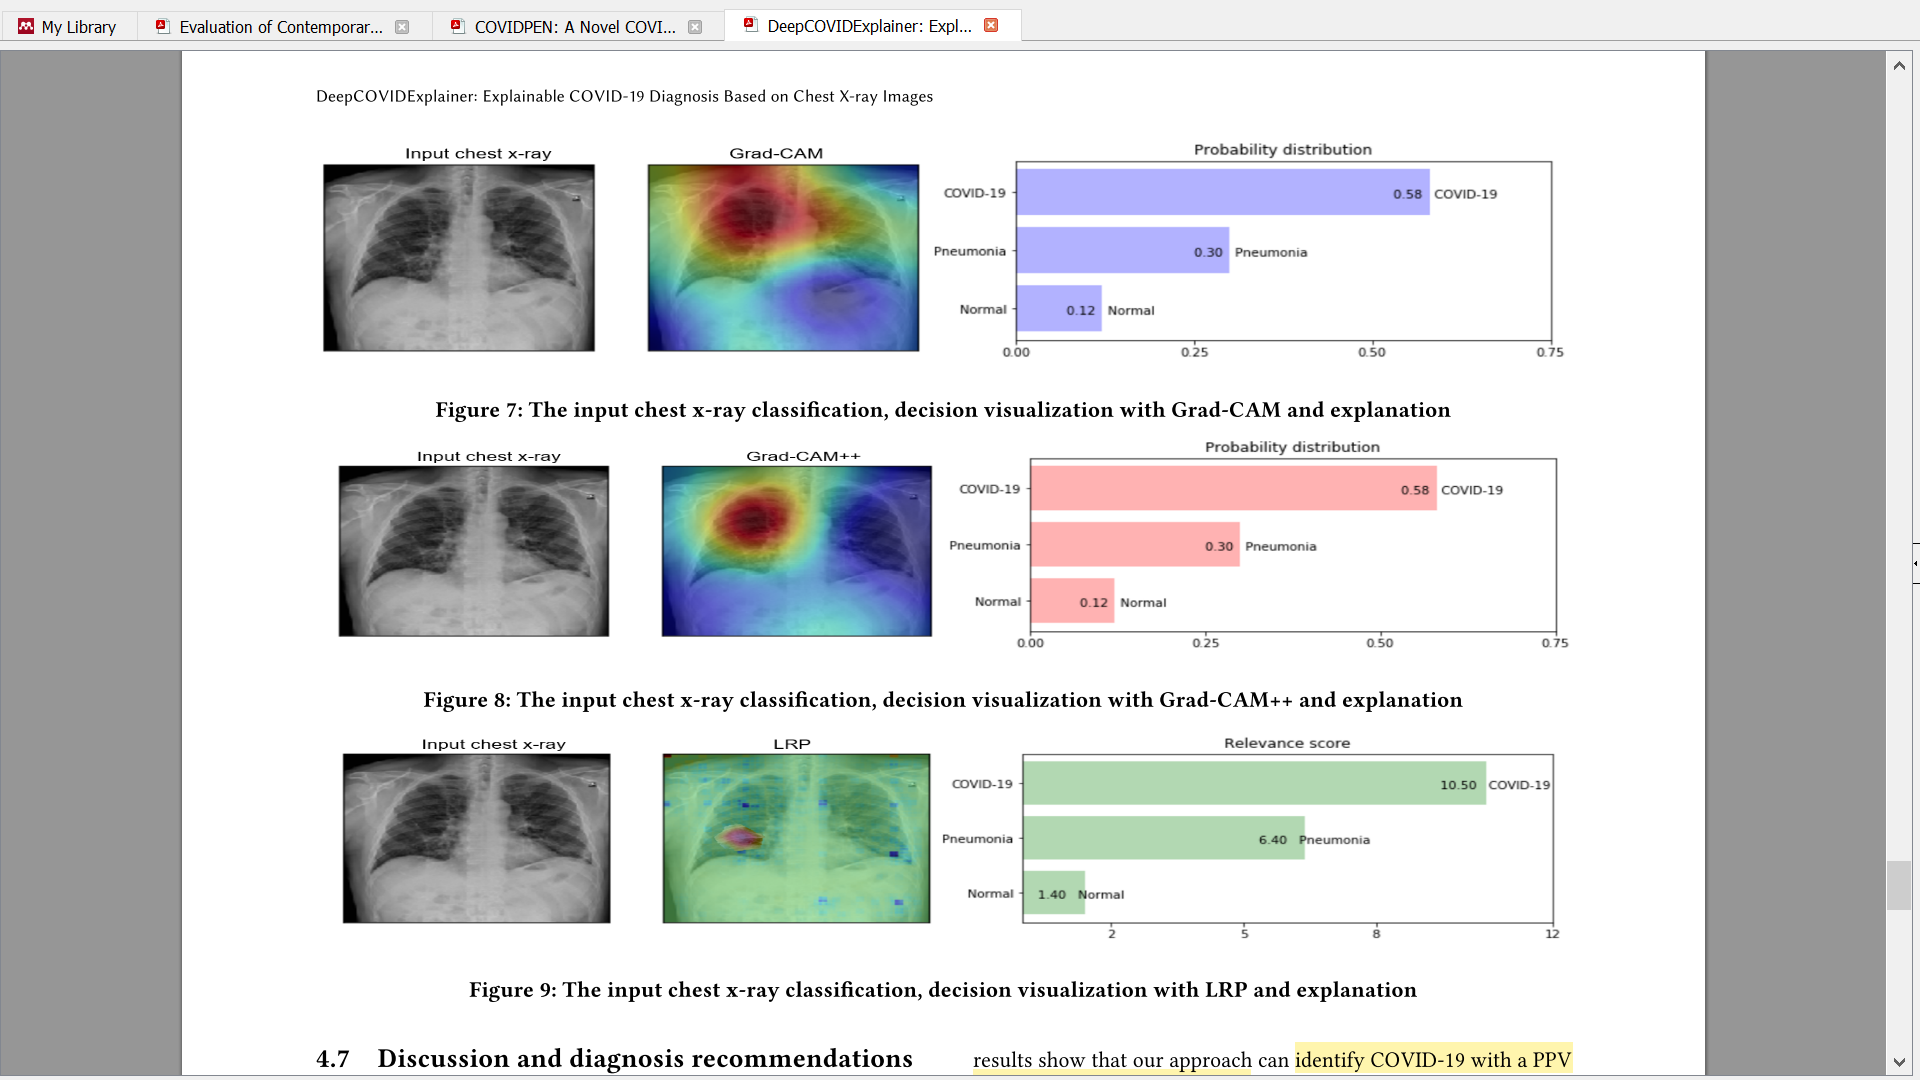 My Library
Evaluation of Contemporar...
COVIDPEN: A Novel COVI...
DeepCOVIDExplainer: Expl...
DeepCOVIDExplainer: Explainable COVID-19 Diagnosis Based on Chest X-ray Images
Input chest x-ray
Grad-CAM
Probability distribution
COVID-19
0.58 COVID-19
Pneumonia
0.30 Pneumonia
Normal
0.12 Normal
0.00 0.25 0.50 0.75
Figure 7: The input chest x-ray classification, decision visualization with Grad-CAM and explanation
Input chest x-ray
Grad-CAM++
Probability distribution
COVID-19
0.58 COVID-19
Pneumonia
0.30 Pneumonia
Normal
0.12 Normal
0.00 0.25 0.50 0.75
Figure 8: The input chest x-ray classification, decision visualization with Grad-CAM++ and explanation
Input chest x-ray
LRP
Relevance score
COVID-19
10.50 COVID-19
Pneumonia
6.40 Pneumonia
Normal
1.40 Normal
2 5 8 12
Figure 9: The input chest x-ray classification, decision visualization with LRP and explanation
4.7 Discussion and diagnosis recommendations
results show that our approach can identify COVID-19 with a PPV